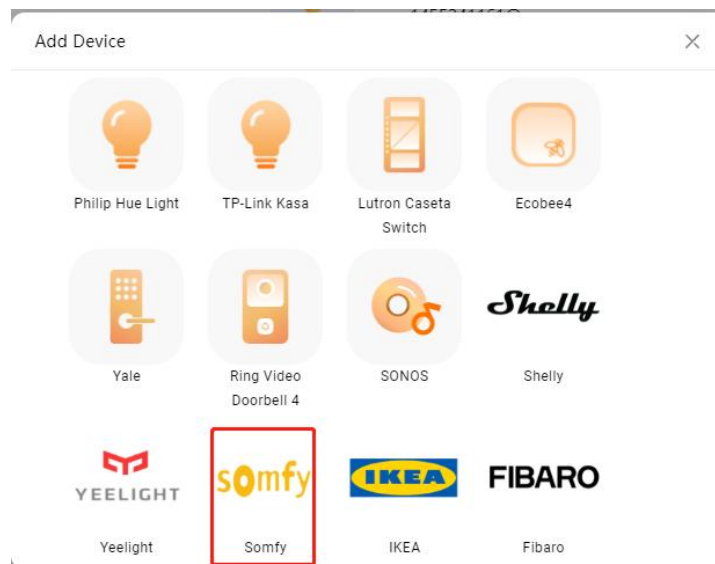 Add Device
Philip Hue Light
TP-Link Kasa
Lutron Caseta
Switch
Ecobee4
Yale
Ring Video
Doorbell 4
SONOS
Shelly
Shelly
YEELIGHT
somfy
IKEA
FIBARO
Yeelight
Somfy
IKEA
Fibaro